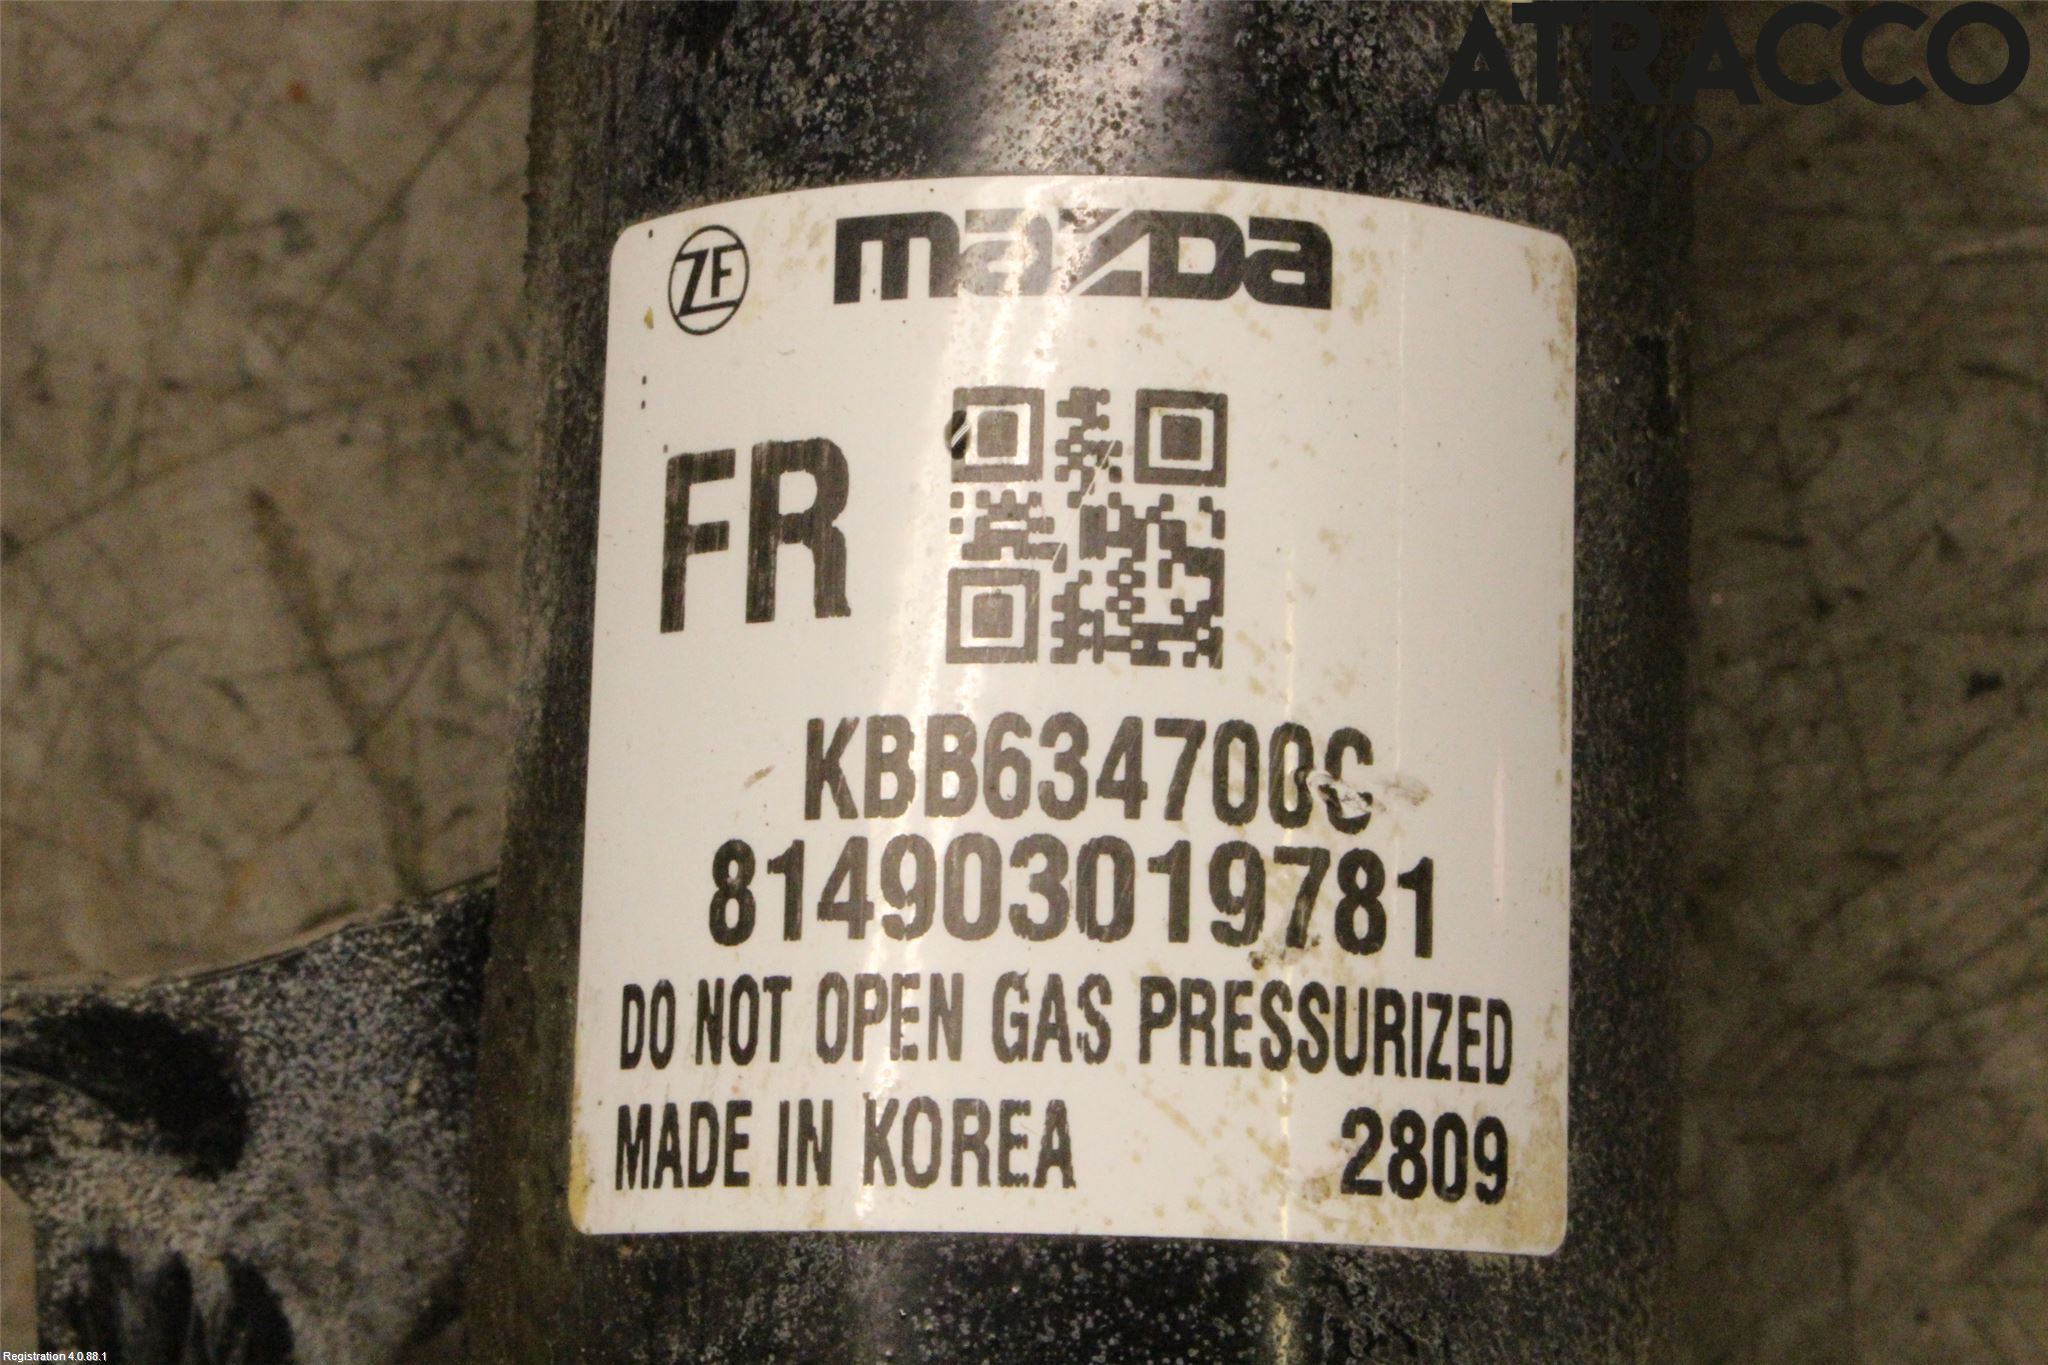 ATRACCO
VÄXJÖ
ZF
mazda
FR
KBB634700C
814903019781
DO NOT OPEN GAS PRESSURIZED
MADE IN KOREA 2809
Registration 4.0.88.1